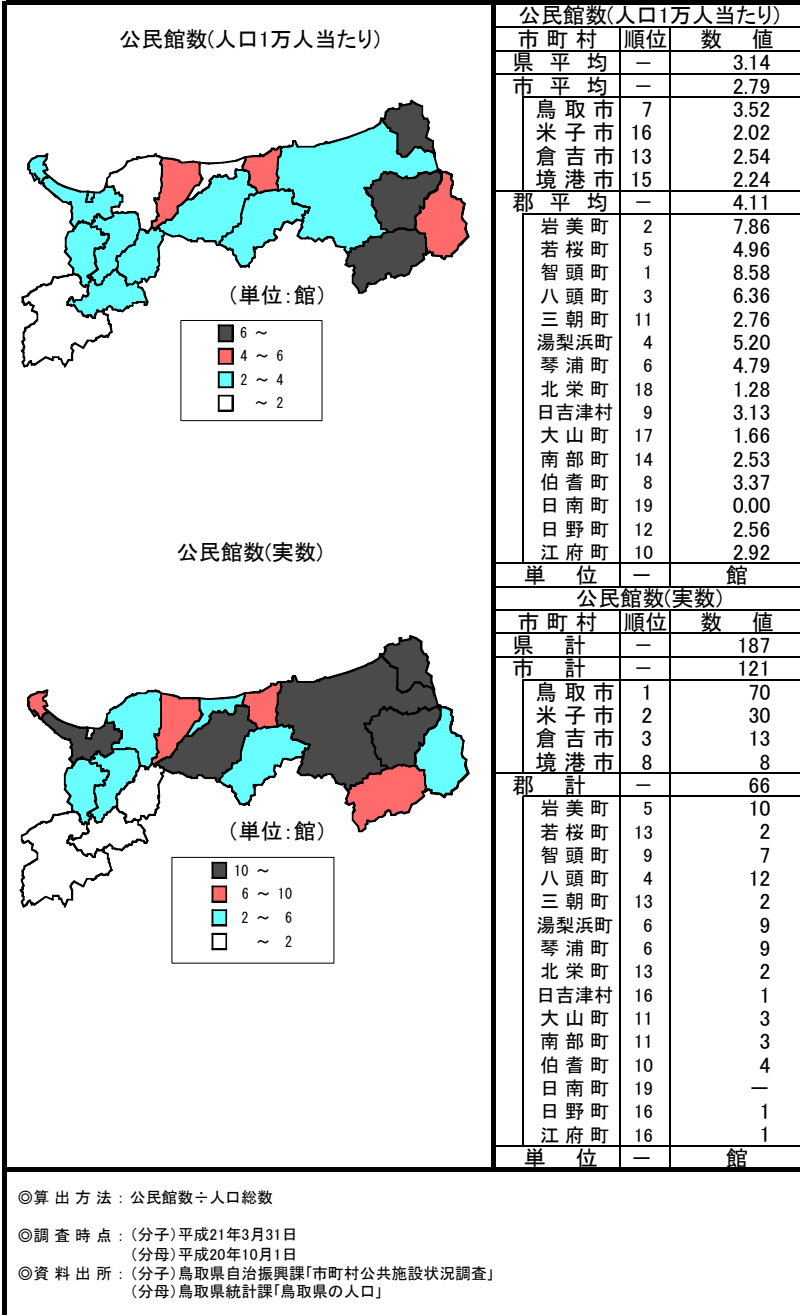 公民館数(人口1万人当たり)
(単位:館)
6 ～
4 ～ 6
2 ～ 4
～ 2
公民館数(実数)
(単位:館)
10 ～
6 ～ 10
2 ～ 6
～ 2
公民館数(人口1万人当たり)
市町村 順位 数値
県平均 － 3.14
市平均 － 2.79
鳥取市 7 3.52
米子市 16 2.02
倉吉市 13 2.54
境港市 15 2.24
郡平均 － 4.11
岩美町 2 7.86
若桜町 5 4.96
智頭町 1 8.58
八頭町 3 6.36
三朝町 11 2.76
湯梨浜町 4 5.20
琴浦町 6 4.79
北栄町 18 1.28
日吉津村 9 3.13
大山町 17 1.66
南部町 14 2.53
伯耆町 8 3.37
日南町 19 0.00
日野町 12 2.56
江府町 10 2.92
単位 － 館
公民館数(実数)
市町村 順位 数値
県計 － 187
市計 － 121
鳥取市 1 70
米子市 2 30
倉吉市 3 13
境港市 8 8
郡計 － 66
岩美町 5 10
若桜町 13 2
智頭町 9 7
八頭町 4 12
三朝町 13 2
湯梨浜町 6 9
琴浦町 6 9
北栄町 13 2
日吉津村 16 1
大山町 11 3
南部町 11 3
伯耆町 10 4
日南町 19 －
日野町 16 1
江府町 16 1
単位 － 館
◎算出方法：公民館数÷人口総数
◎調査時点：(分子)平成21年3月31日
(分母)平成20年10月1日
◎資料出所：(分子)鳥取県自治振興課「市町村公共施設状況調査」
(分母)鳥取県統計課「鳥取県の人口」